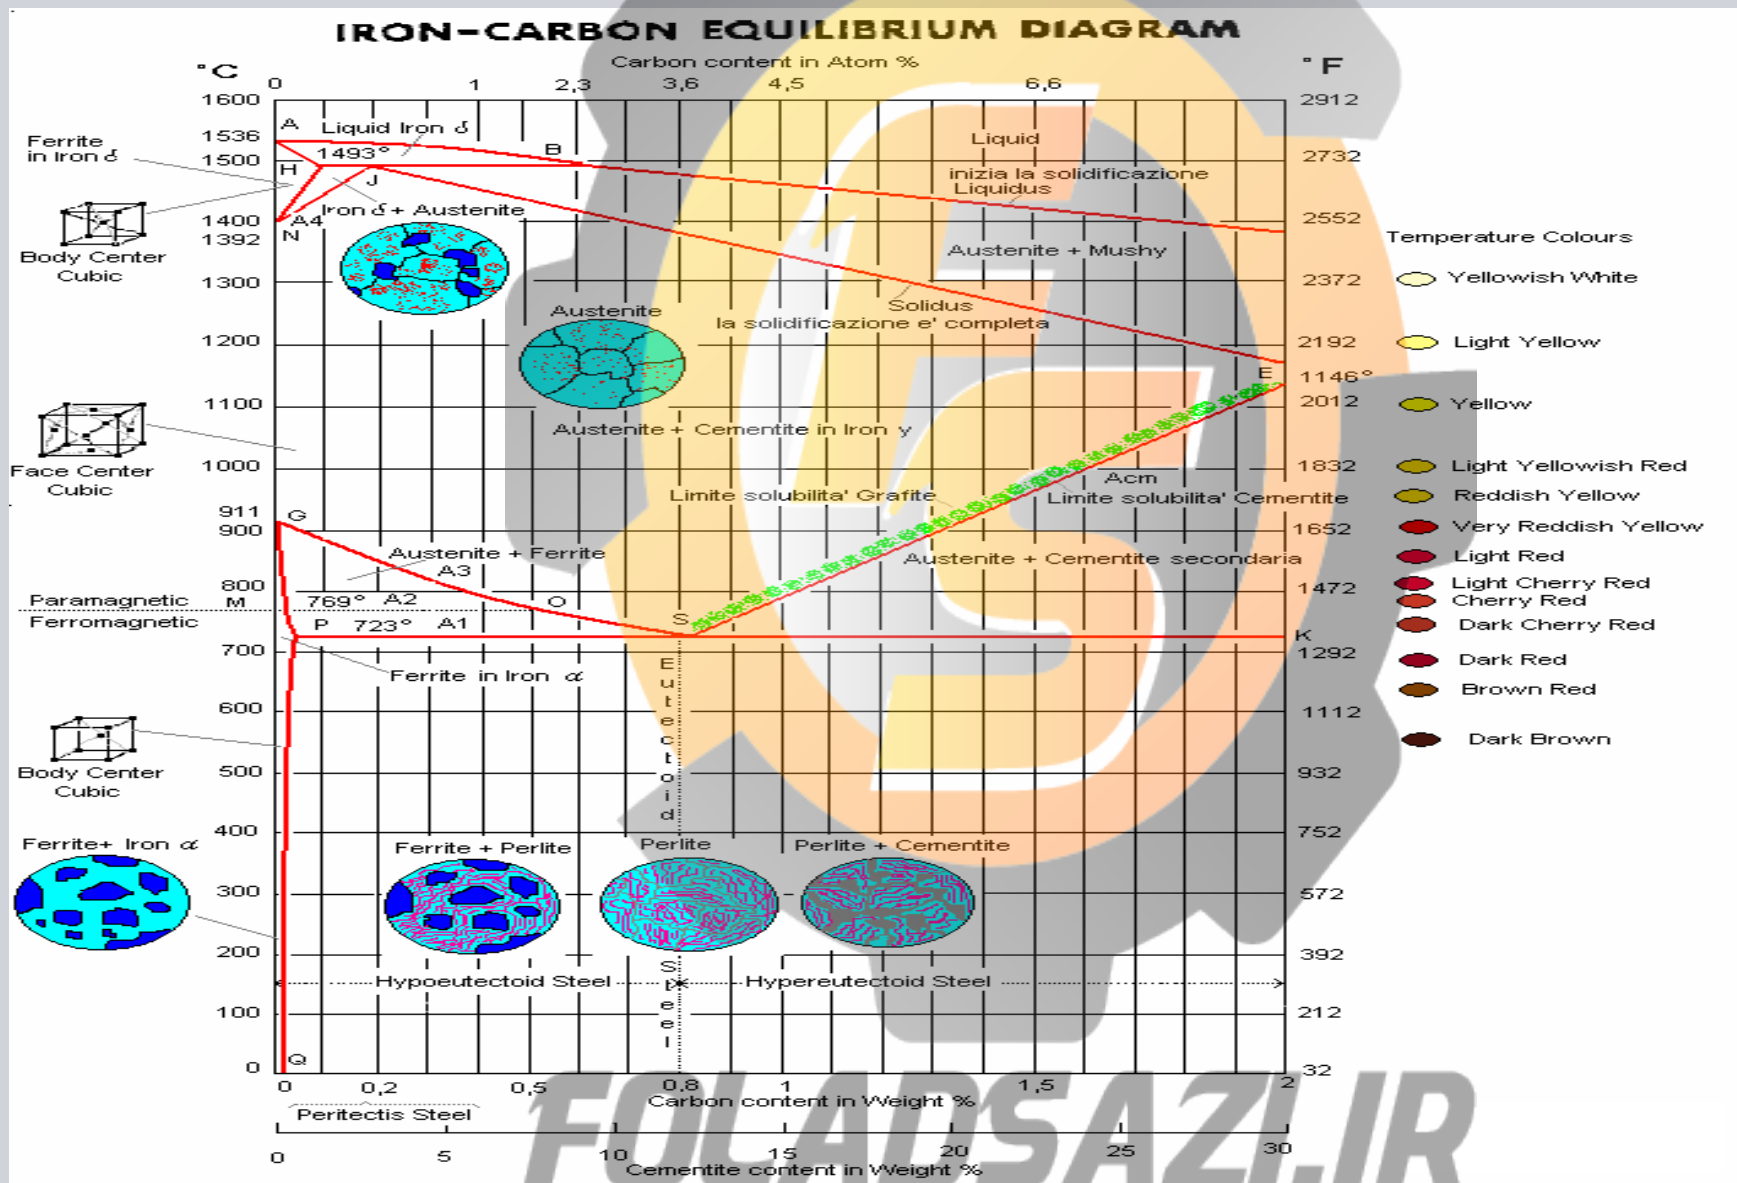 IRON-CARBON EQUILIBRIUM DIAGRAM
Carbon content in Atom %
°C
°F
0 1 2,3 3,6 4,5 6,6
1600
1536
1500
1400
1392
1300
1200
1100
1000
911
900
800
700
600
500
400
300
200
100
0
2912
2732
2552
2372
2192
1146°
2012
1832
1652
1472
1292
1112
932
752
572
392
212
32
A
Liquid Iron δ
1493°
B
H
J
Iron δ + Austenite
A4
N
Liquid
inizia la solidificazione
Liquidus
Austenite + Mushy
Solidus
la solidificazione e' completa
Austenite
E
Austenite + Cementite in Iron γ
Acm
Limite solubilita' Grafite
Limite solubilita' Cementite
G
Austenite + Ferrite
A3
Austenite + Cementite secondaria
M
769° A2
O
S
P 723° A1
K
Ferrite in Iron α
Eutectoid Steel
Ferrite + Perlite
Perlite
Perlite + Cementite
Hypoeutectoid Steel
Hypereutectoid Steel
Q
Ferrite
in Iron δ
Body Center
Cubic
Face Center
Cubic
Paramagnetic
Ferromagnetic
Body Center
Cubic
Ferrite+ Iron α
Temperature Colours
Yellowish White
Light Yellow
Yellow
Light Yellowish Red
Reddish Yellow
Very Reddish Yellow
Light Red
Light Cherry Red
Cherry Red
Dark Cherry Red
Dark Red
Brown Red
Dark Brown
0 0,2 0,5 0,8 1 1,5 2
Carbon content in Weight %
Peritectis Steel
0 5 10 15 20 25 30
Cementite content in Weight %
FOLADSAZI.IR